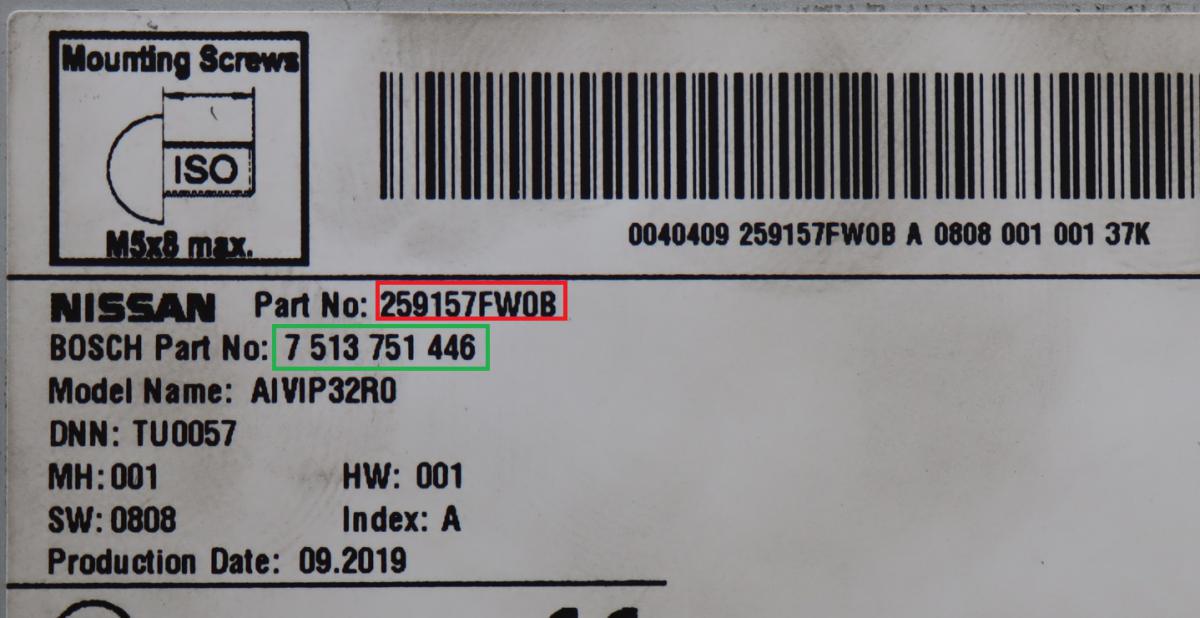 Mounting Screws
ISO
M5x8 max.
0040409 259157FW0B A 0808 001 001 37K
NISSAN Part No: 259157FW0B
BOSCH Part No: 7 513 751 446
Model Name: AIVIP32R0
DNN: TU0057
MH: 001 HW: 001
SW: 0808 Index: A
Production Date: 09.2019